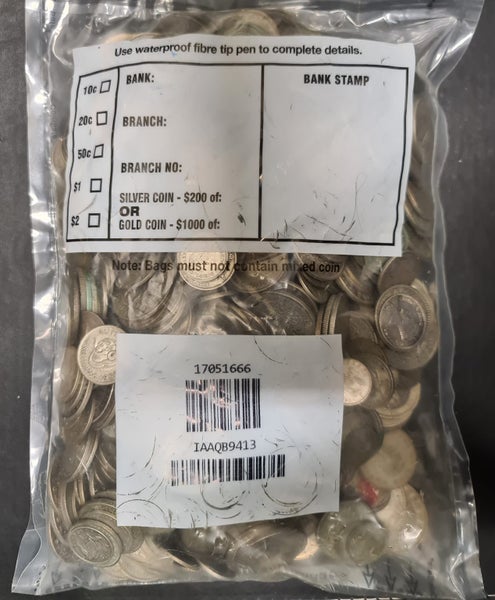 Use waterproof fibre tip pen to complete details.
10c
20c
50c
$1
$2
BANK:
BRANCH:
BRANCH NO:
SILVER COIN - $200 of:
OR
GOLD COIN - $1000 of:
BANK STAMP
Note: Bags must not contain mixed coin
17051666
IAAQB9413